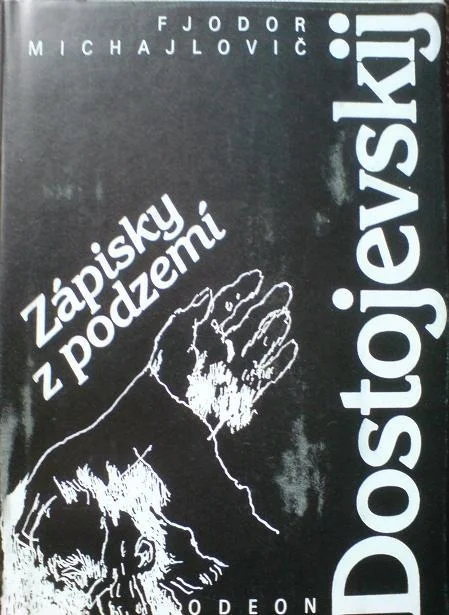 FJODOR
MICHAJLOVIČ
Dostojevskij
Zápisky
z podzemí
ODEON